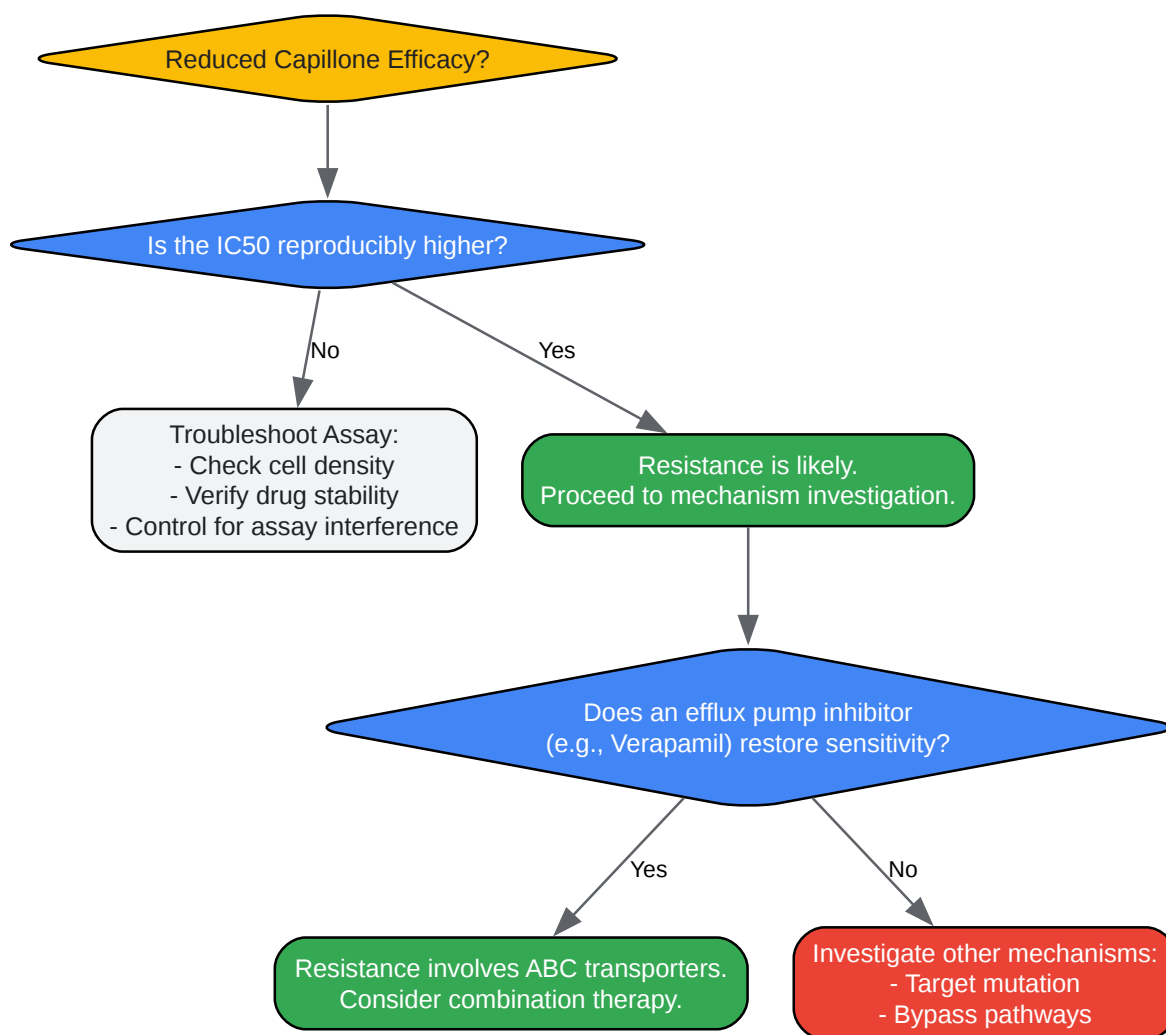 Reduced Capillone Efficacy?
Is the IC50 reproducibly higher?
No
Yes
Troubleshoot Assay:
- Check cell density
- Verify drug stability
- Control for assay interference
Resistance is likely.
Proceed to mechanism investigation.
Does an efflux pump inhibitor
(e.g., Verapamil) restore sensitivity?
Yes
No
Resistance involves ABC transporters.
Consider combination therapy.
Investigate other mechanisms:
- Target mutation
- Bypass pathways